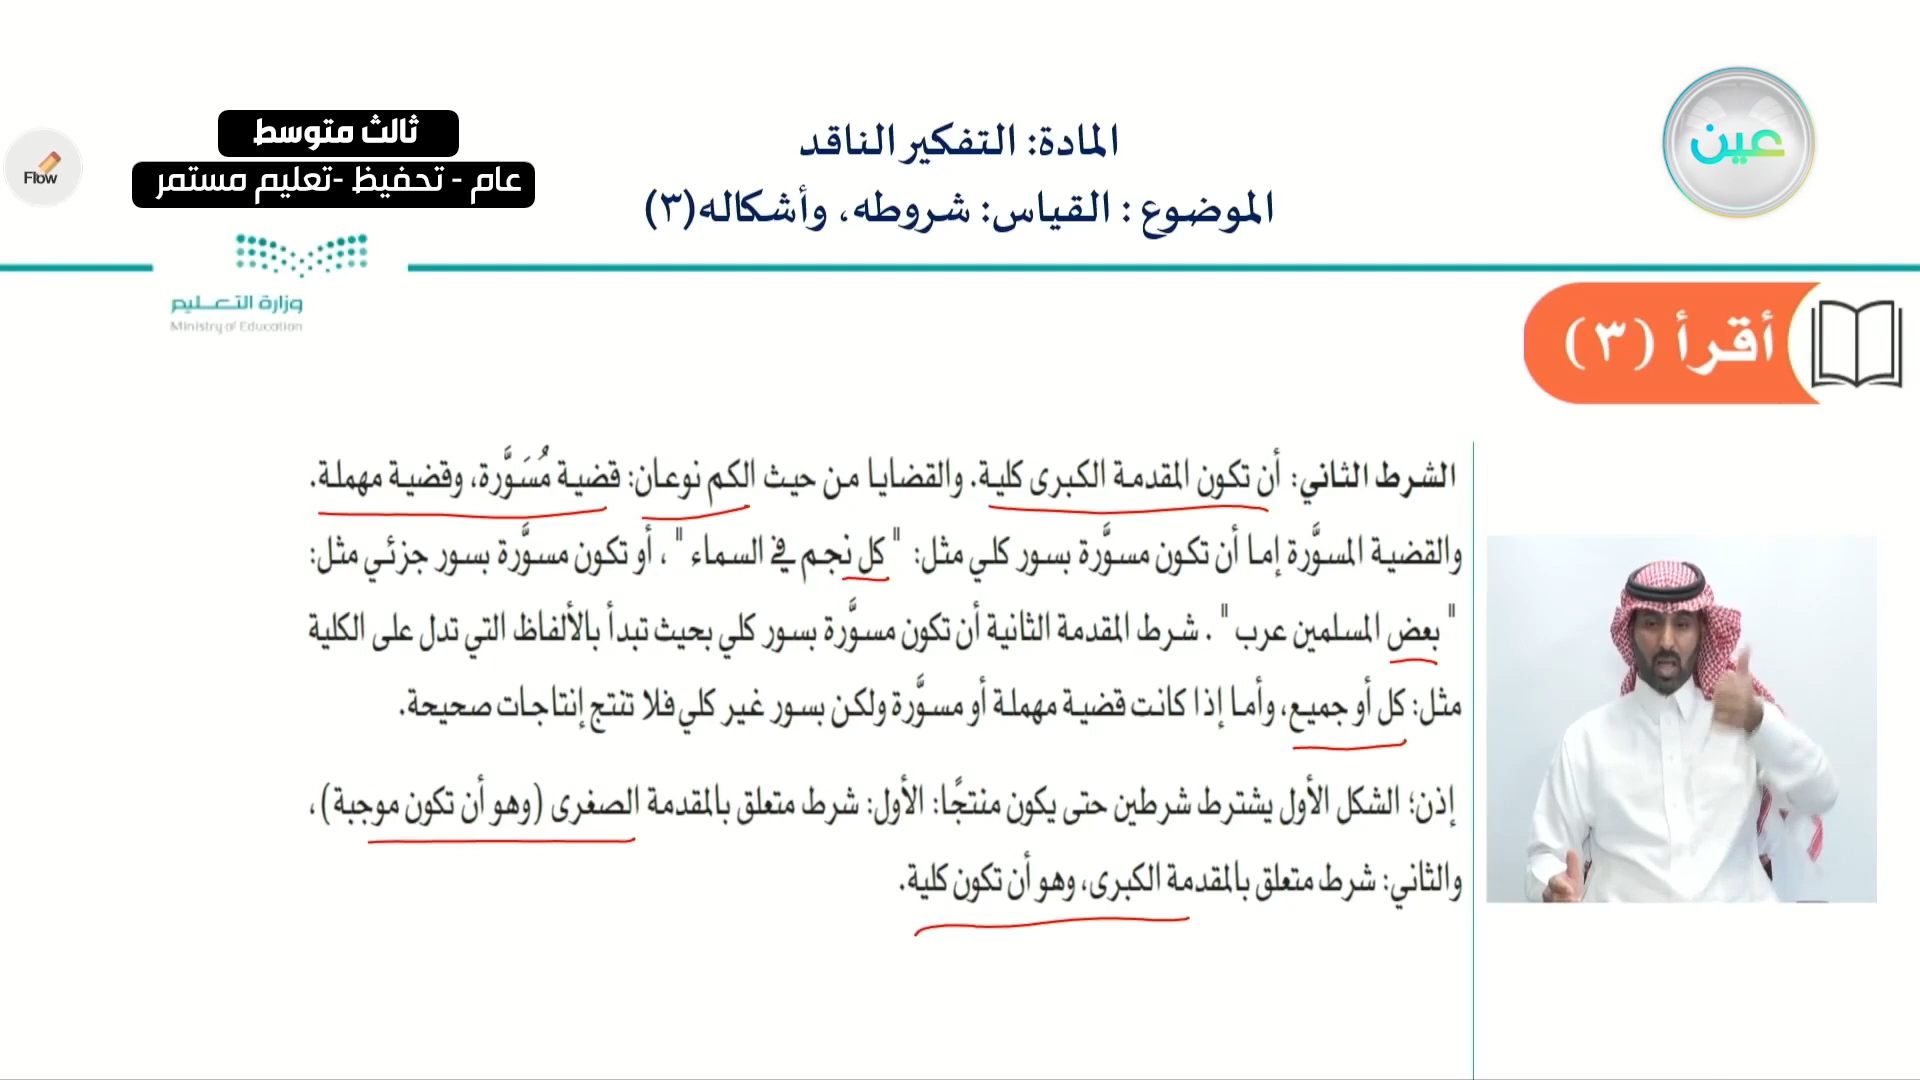 عين
المادة: التفكير الناقد
الموضوع : القياس: شروطه، وأشكاله(٣)
ثالث متوسط
عام - تحفيظ -تعليم مستمر
Flow
وزارة التعليم
Ministry of Education
أقرأ (٣)
الشرط الثاني: أن تكون المقدمة الكبرى كلية. والقضايا من حيث الكم نوعان: قضية مُسَوَّرة، وقضية مهملة.
والقضية المسوَّرة إما أن تكون مسوَّرة بسور كلي مثل: "كل نجم في السماء"، أو تكون مسوَّرة بسور جزئي مثل:
"بعض المسلمين عرب". شرط المقدمة الثانية أن تكون مسوَّرة بسور كلي بحيث تبدأ بالألفاظ التي تدل على الكلية
مثل: كل أو جميع، وأما إذا كانت قضية مهملة أو مسوَّرة ولكن بسور غير كلي فلا تنتج إنتاجات صحيحة.
إذن؛ الشكل الأول يشترط شرطين حتى يكون منتجًا: الأول: شرط متعلق بالمقدمة الصغرى (وهو أن تكون موجبة)،
والثاني: شرط متعلق بالمقدمة الكبرى، وهو أن تكون كلية.